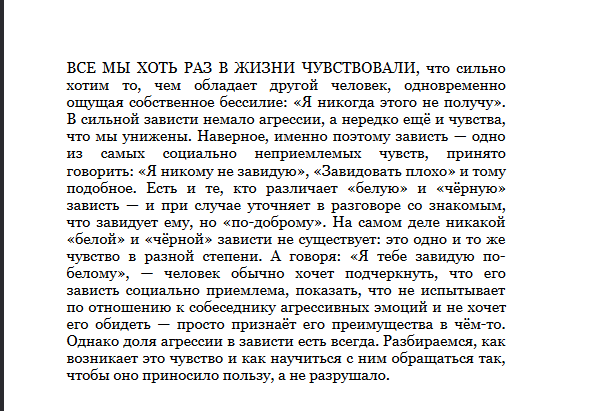 ВСЕ МЫ ХОТЬ РАЗ В ЖИЗНИ ЧУВСТВОВАЛИ, что сильно
хотим то, чем обладает другой человек, одновременно
ощущая собственное бессилие: «Я никогда этого не получу».
В сильной зависти немало агрессии, а нередко ещё и чувства,
что мы унижены. Наверное, именно поэтому зависть — одно
из самых социально неприемлемых чувств, принято
говорить: «Я никому не завидую», «Завидовать плохо» и тому
подобное. Есть и те, кто различает «белую» и «чёрную»
зависть — и при случае уточняет в разговоре со знакомым,
что завидует ему, но «по-доброму». На самом деле никакой
«белой» и «чёрной» зависти не существует: это одно и то же
чувство в разной степени. А говоря: «Я тебе завидую по-
белому», — человек обычно хочет подчеркнуть, что его
зависть социально приемлема, показать, что не испытывает
по отношению к собеседнику агрессивных эмоций и не хочет
его обидеть — просто признаёт его преимущества в чём-то.
Однако доля агрессии в зависти есть всегда. Разбираемся, как
возникает это чувство и как научиться с ним обращаться так,
чтобы оно приносило пользу, а не разрушало.